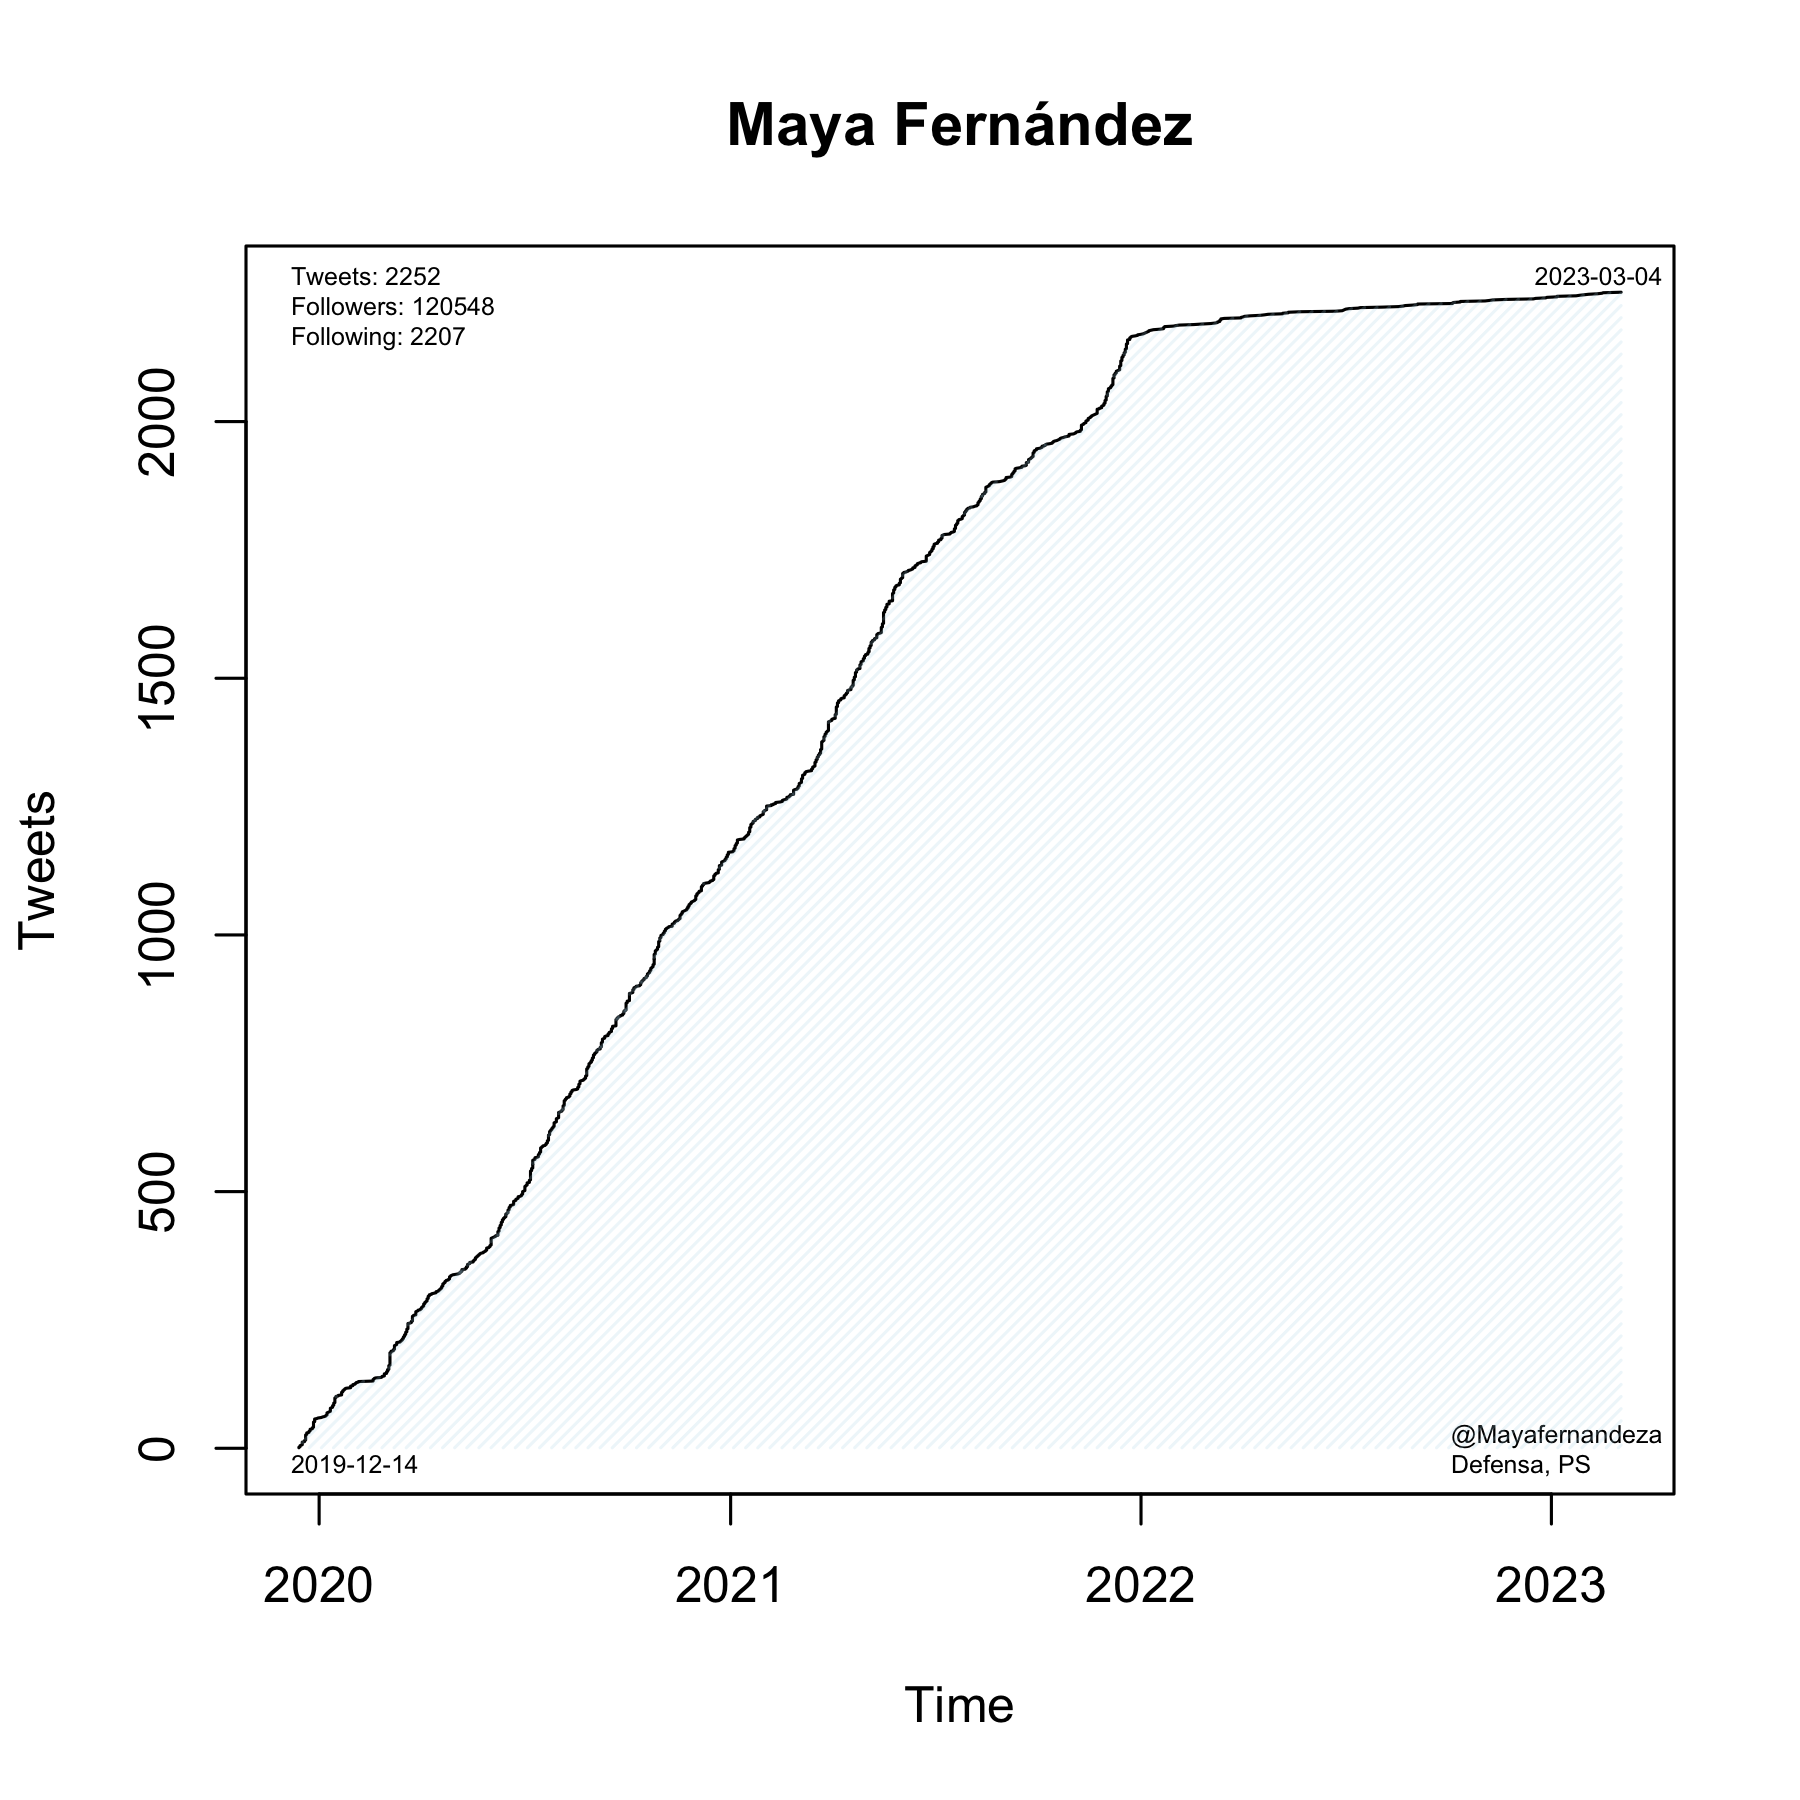 Maya Fernández
Tweets: 2252
Followers: 120548
Following: 2207
2023-03-04
2000
1500
1000
500
0
Tweets
@Mayafernandeza
Defensa, PS
2019-12-14
2020
2021
2022
2023
Time